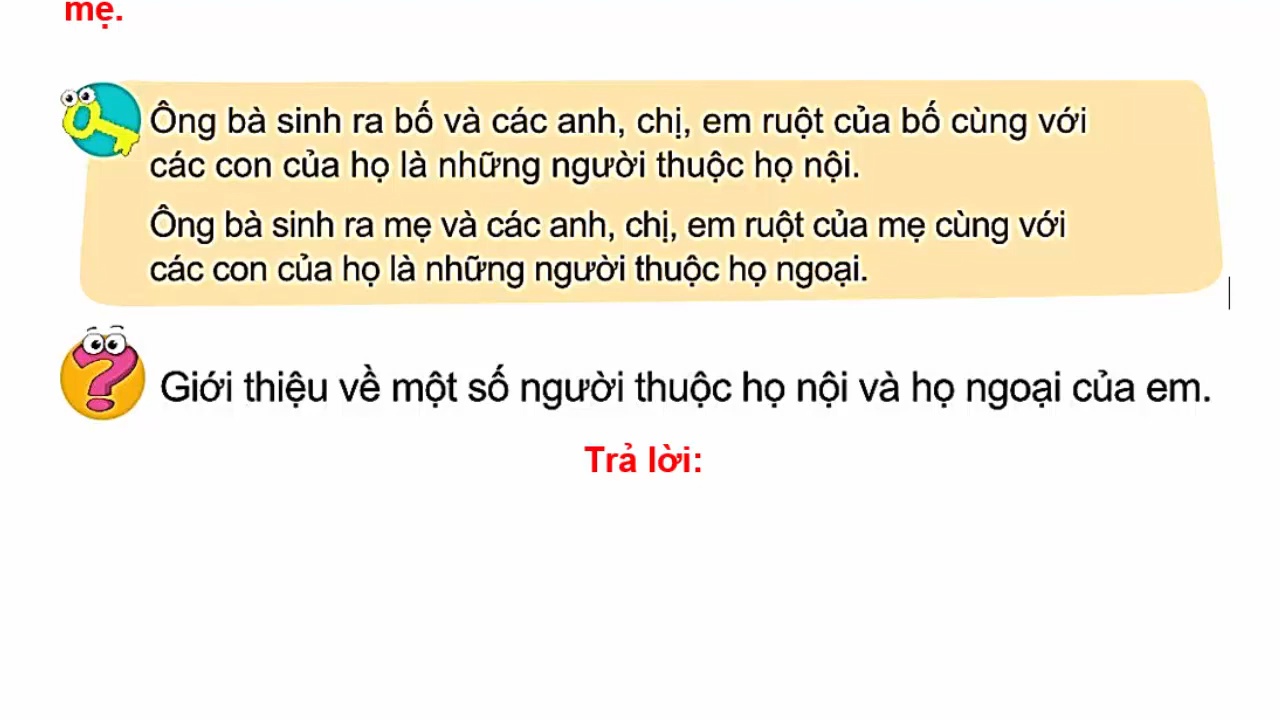 mẹ.
Ông bà sinh ra bố và các anh, chị, em ruột của bố cùng với
các con của họ là những người thuộc họ nội.
Ông bà sinh ra mẹ và các anh, chị, em ruột của mẹ cùng với
các con của họ là những người thuộc họ ngoại.
Giới thiệu về một số người thuộc họ nội và họ ngoại của em.
Trả lời: